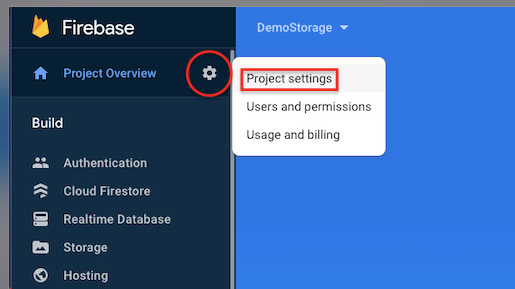 Firebase
DemoStorage
Project Overview
Project settings
Users and permissions
Usage and billing
Build
Authentication
Cloud Firestore
Realtime Database
Storage
Hosting